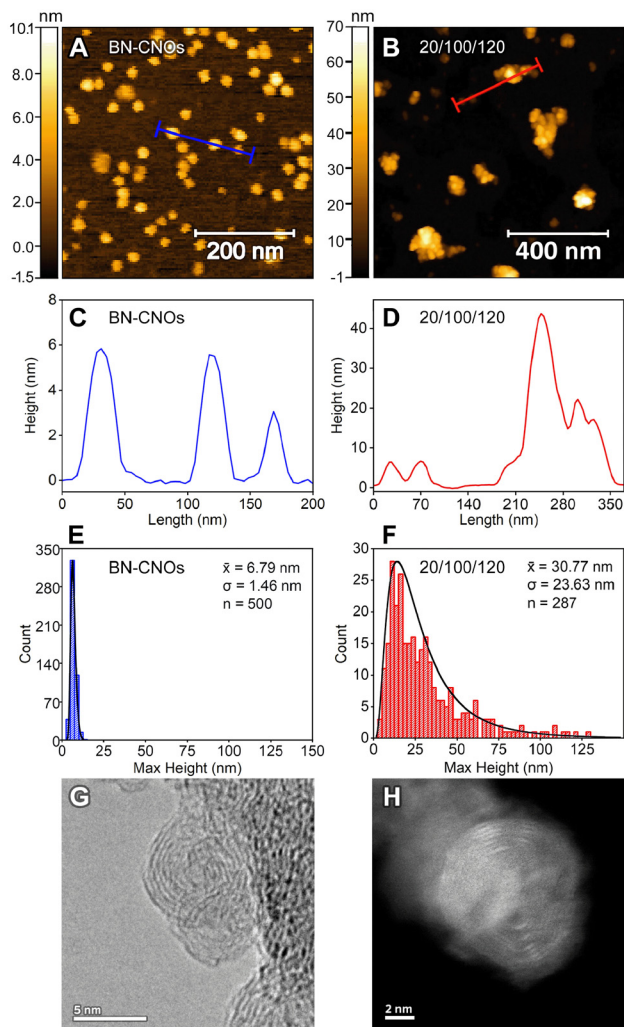 nm
10.1
8.0
6.0
4.0
2.0
0.0
-1.5
A
BN-CNOs
200 nm
nm
70
60
50
40
30
20
10
-1
B
20/100/120
400 nm
C
BN-CNOs
Height (nm)
8
6
4
2
0
0
50
100
150
200
Length (nm)
D
20/100/120
Height (nm)
40
30
20
10
0
0
70
140
210
280
350
Length (nm)
E
BN-CNOs
x̄ = 6.79 nm
σ = 1.46 nm
n = 500
Count
350
280
210
140
70
0
0
25
50
75
100
125
150
Max Height (nm)
F
20/100/120
x̄ = 30.77 nm
σ = 23.63 nm
n = 287
Count
30
25
20
15
10
5
0
0
25
50
75
100
125
Max Height (nm)
G
5 nm
H
2 nm